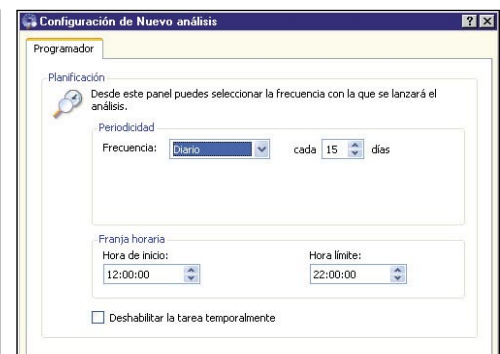 Configuración de Nuevo análisis
Programador
Planificación
Desde este panel puedes seleccionar la frecuencia con la que se lanzará el
análisis.
Periodicidad
Frecuencia: Diario cada 15 días
Franja horaria
Hora de inicio: Hora límite:
12:00:00 22:00:00
Deshabilitar la tarea temporalmente